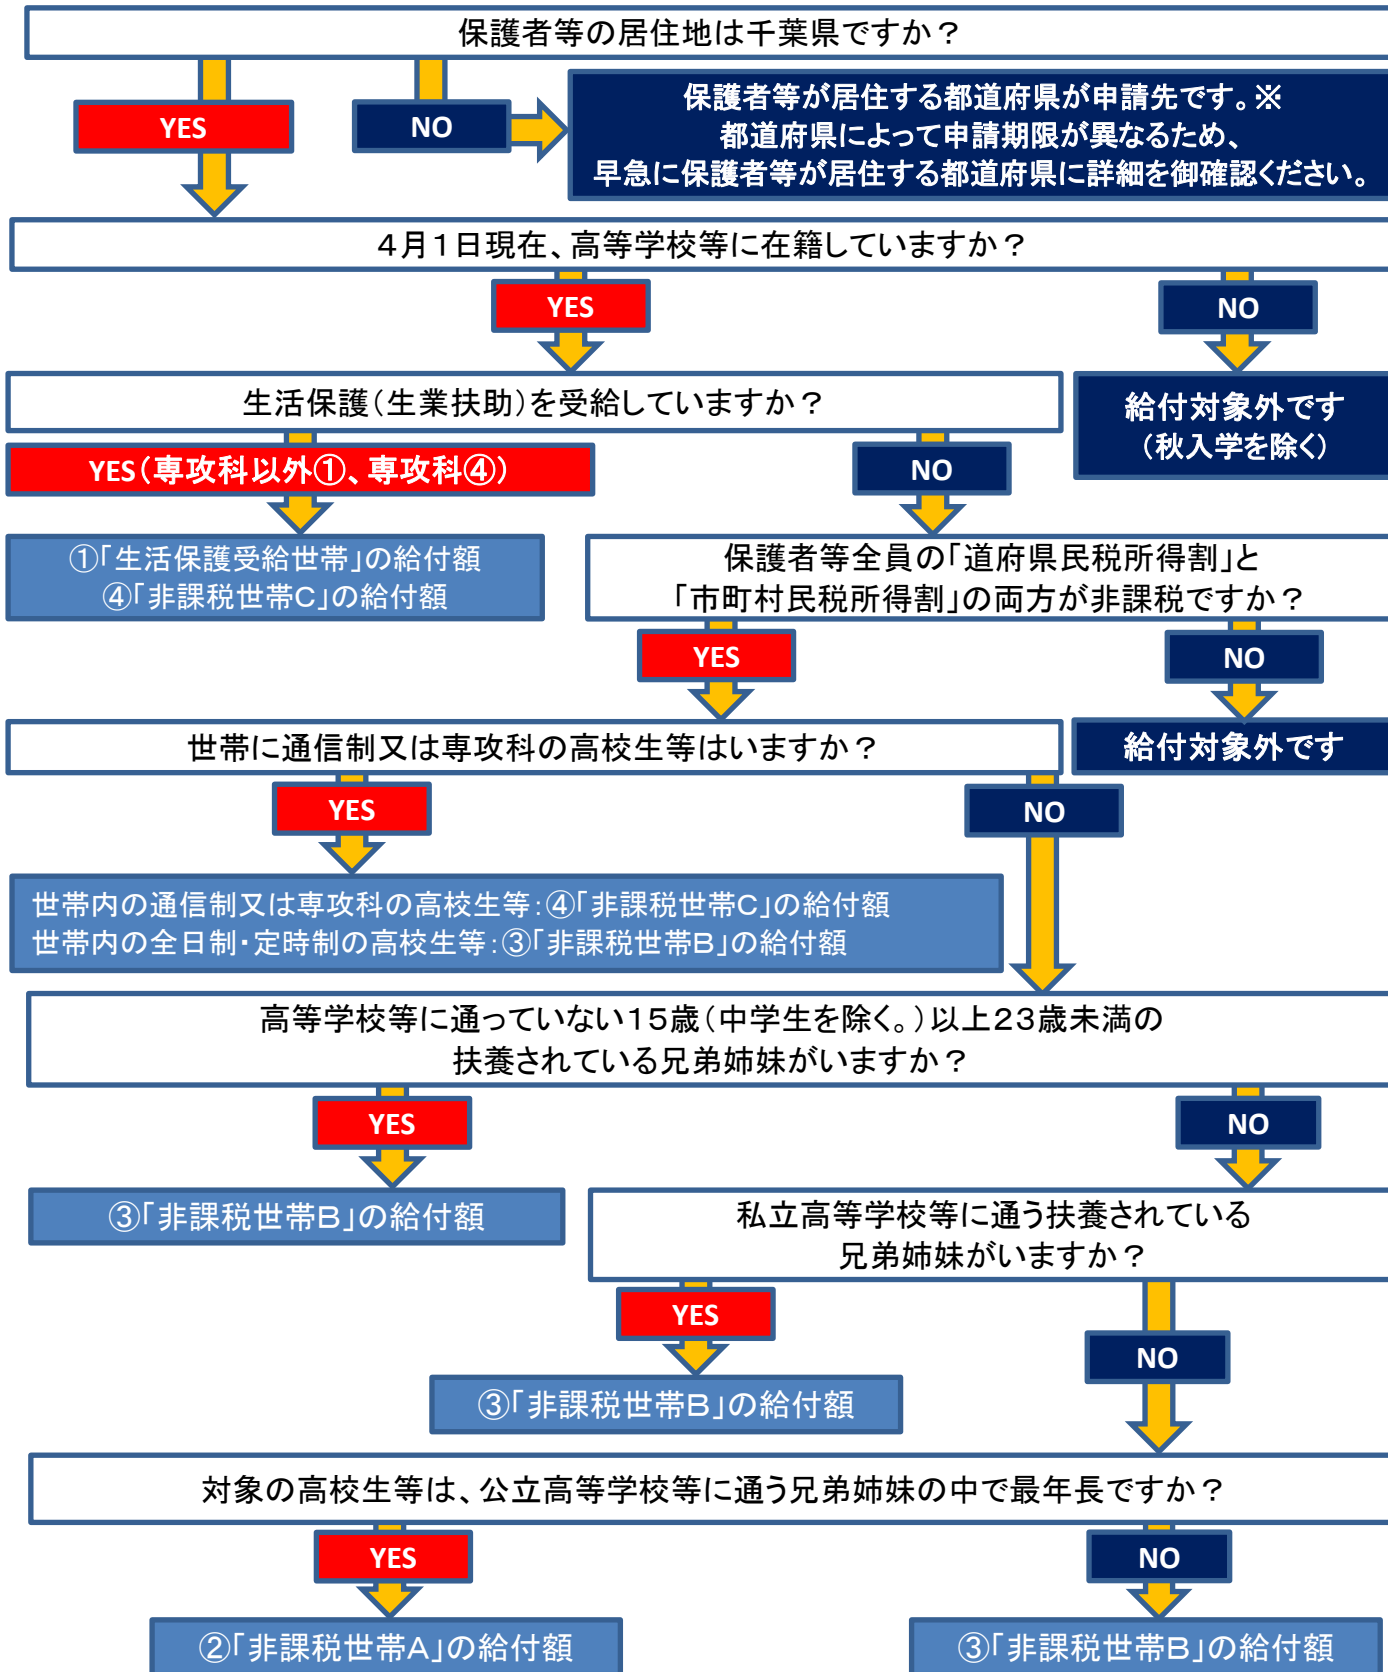 保護者等の居住地は千葉県ですか？
YES
NO
保護者等が居住する都道府県が申請先です。※
都道府県によって申請期限が異なるため、
早急に保護者等が居住する都道府県に詳細を御確認ください。
４月１日現在、高等学校等に在籍していますか？
YES
NO
生活保護（生業扶助）を受給していますか？
給付対象外です
（秋入学を除く）
YES（専攻科以外①、専攻科④）
NO
①「生活保護受給世帯」の給付額
④「非課税世帯Ｃ」の給付額
保護者等全員の「道府県民税所得割」と
「市町村民税所得割」の両方が非課税ですか？
YES
NO
世帯に通信制又は専攻科の高校生等はいますか？
給付対象外です
YES
NO
世帯内の通信制又は専攻科の高校生等：④「非課税世帯Ｃ」の給付額
世帯内の全日制・定時制の高校生等：③「非課税世帯Ｂ」の給付額
高等学校等に通っていない１５歳（中学生を除く。）以上２３歳未満の
扶養されている兄弟姉妹がいますか？
YES
NO
③「非課税世帯Ｂ」の給付額
私立高等学校等に通う扶養されている
兄弟姉妹がいますか？
YES
NO
③「非課税世帯Ｂ」の給付額
対象の高校生等は、公立高等学校等に通う兄弟姉妹の中で最年長ですか？
YES
NO
②「非課税世帯Ａ」の給付額
③「非課税世帯Ｂ」の給付額